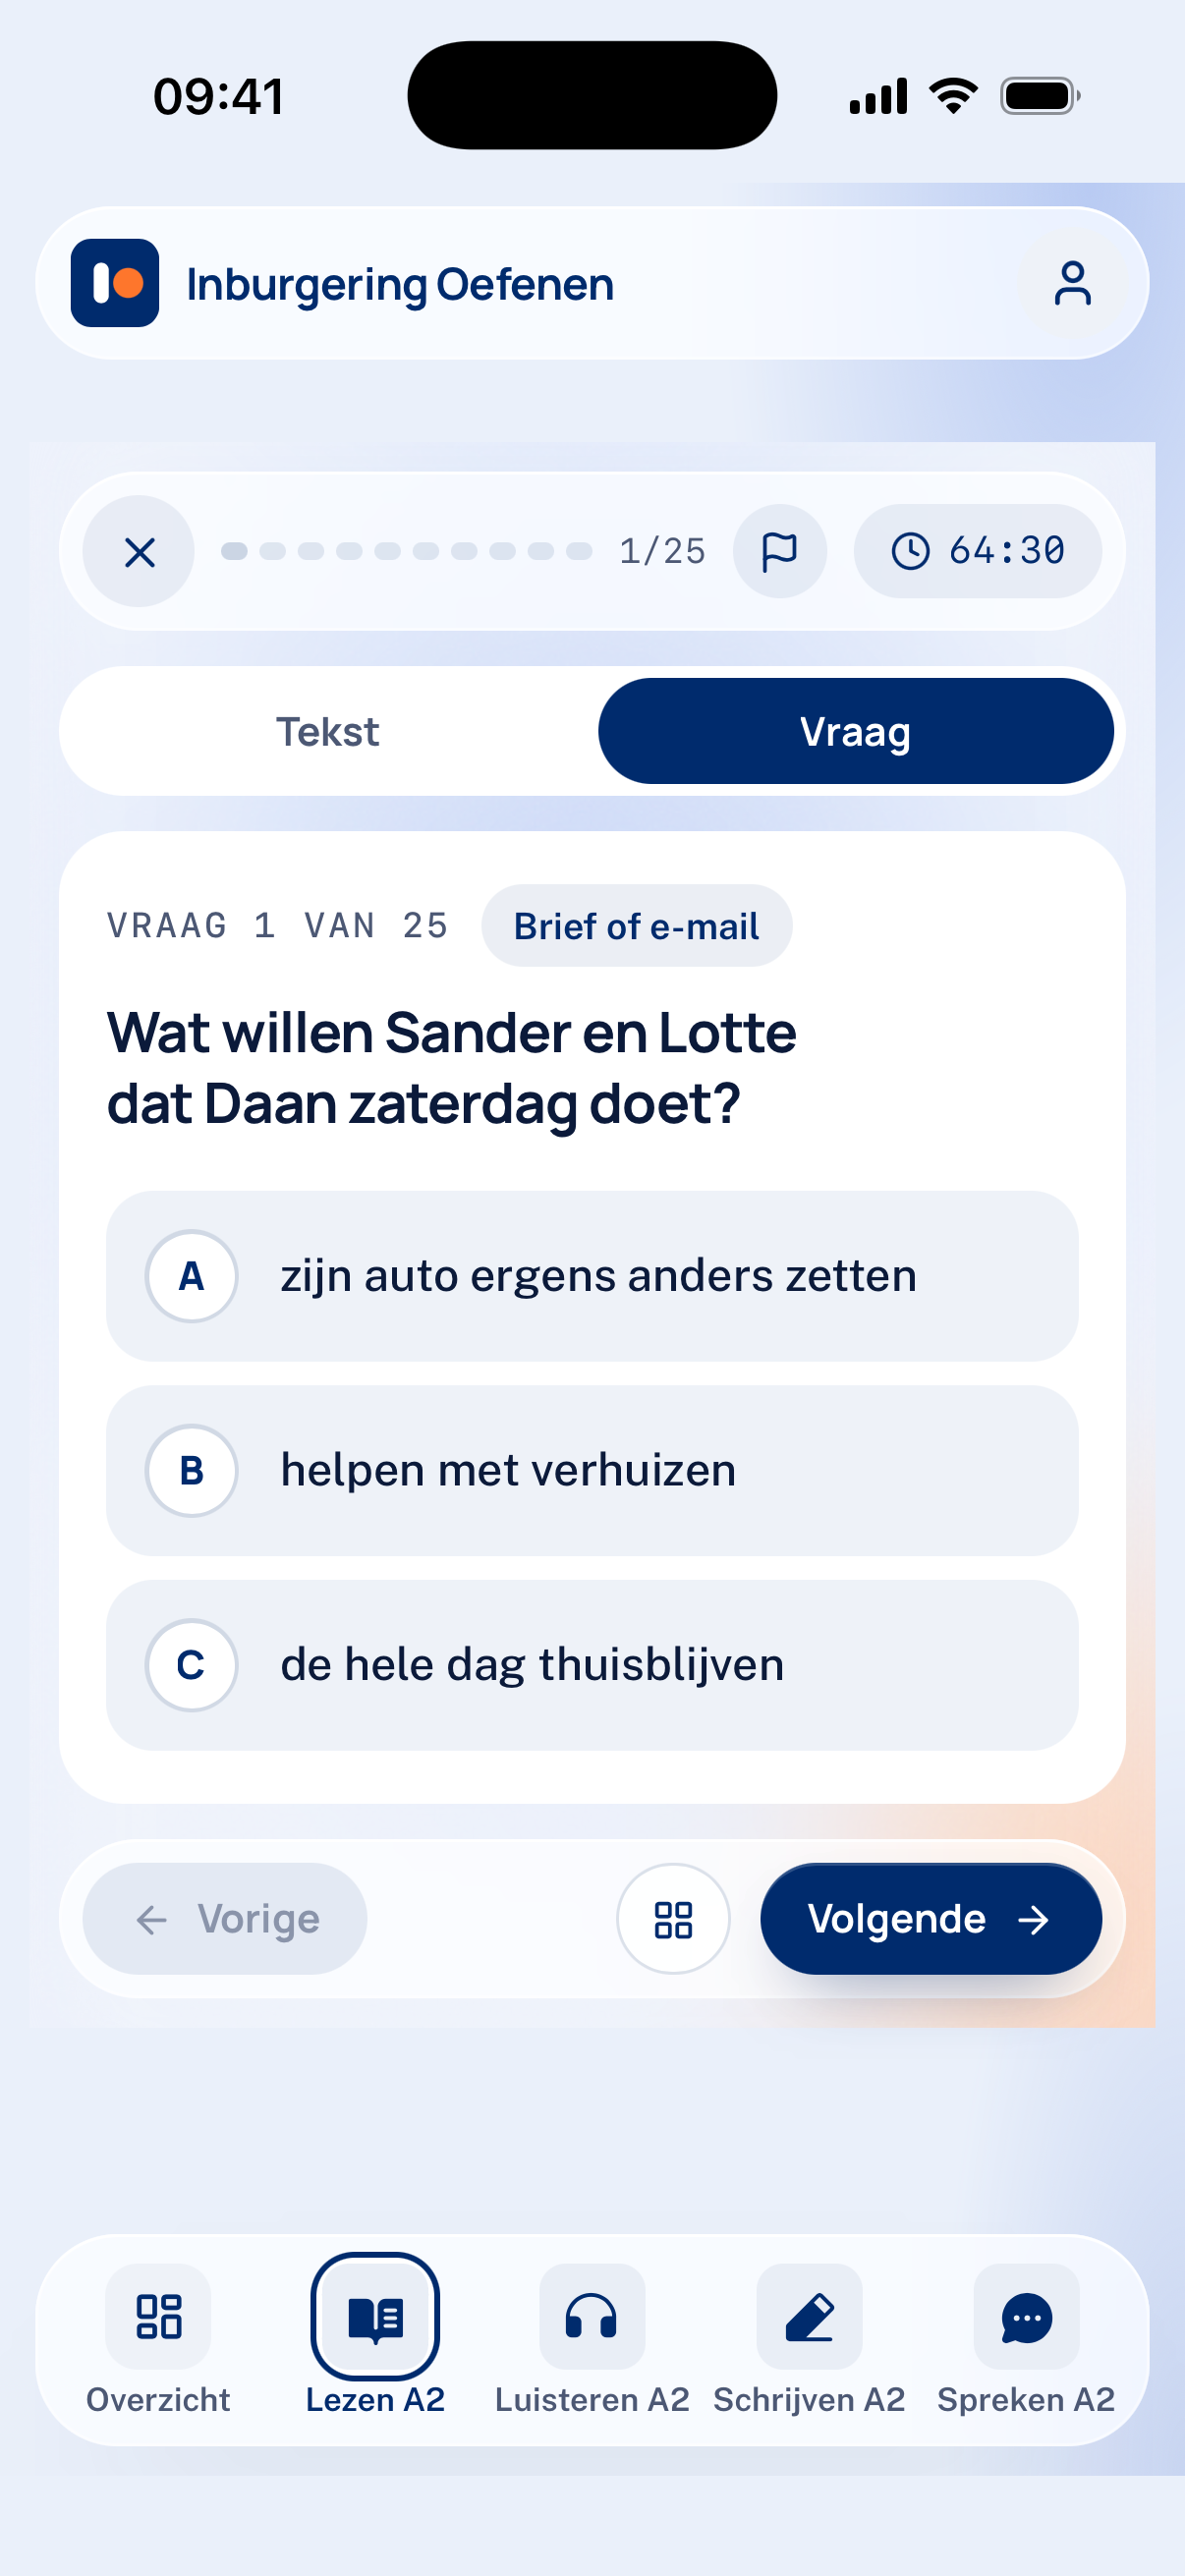 09:41
Inburgering Oefenen
1/25
64:30
Tekst
Vraag
VRAAG 1 VAN 25
Brief of e-mail
Wat willen Sander en Lotte
dat Daan zaterdag doet?
A
zijn auto ergens anders zetten
B
helpen met verhuizen
C
de hele dag thuisblijven
Vorige
Volgende
Overzicht
Lezen A2
Luisteren A2
Schrijven A2
Spreken A2